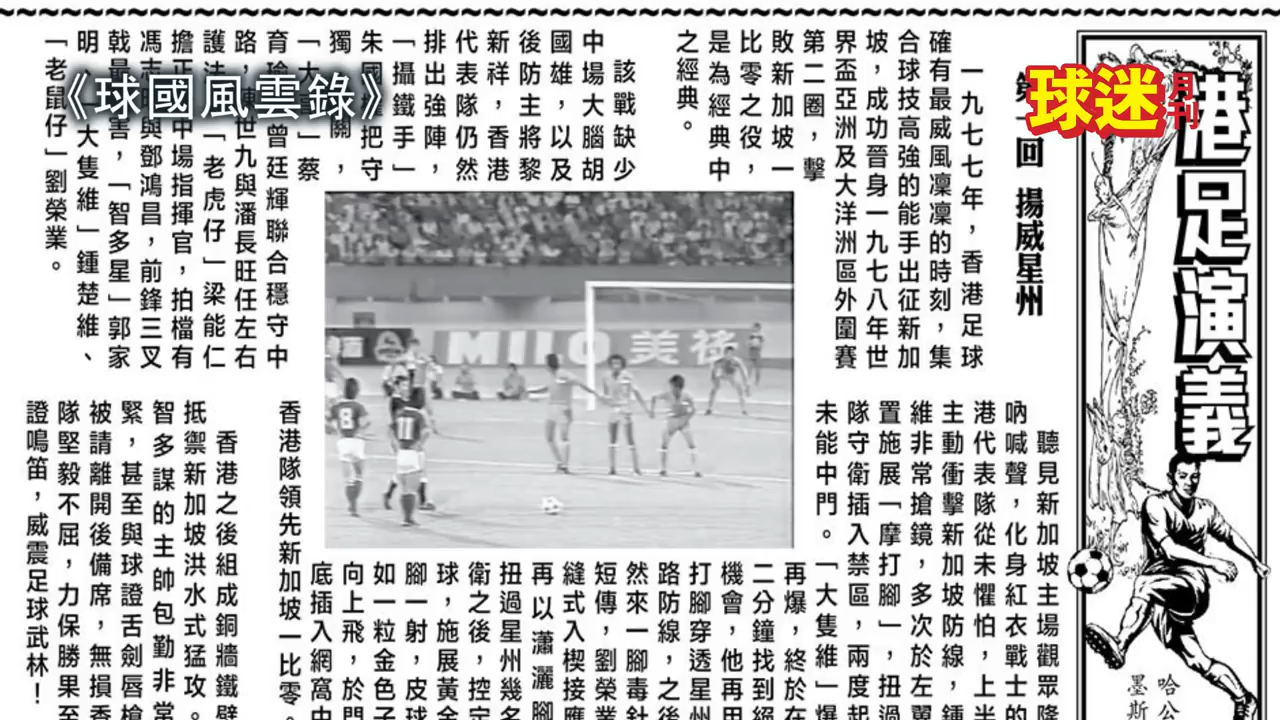 港足演義
球迷月刊
回 揚威星州
一九七七年，香港足球
確有最威風凜凜的時刻，集
合球技高強的能手出征新加
坡，成功晉身一九七八年世
界盃亞洲及大洋洲區外圍賽
第二圈，擊
敗新加坡一
比零之役，
是為經典中
之經典。
該戰缺少
中場大腦胡
國雄，以及
後防主將黎
新祥，香港
代表隊仍然
排出強陣，
「攝鐵手」
朱國 把守
獨 關，
「大 」蔡
育瑜 曾廷輝聯合穩守中
路， 世九與潘長旺任左右
護法， 「老虎仔」梁能仁
擔正中場指揮官，拍檔有
馮志 與鄧鴻昌，前鋒三叉
戟最 害，「智多星」郭家
明、「大隻維」鍾楚維、
「老鼠仔」劉榮業。
《球國風雲錄》
MILO 美祿
8
11
聽見新加坡主場觀眾隆
吶喊聲，化身紅衣戰士的
港代表隊從未懼怕，上半
主動衝擊新加坡防線，鍾
維非常搶鏡，多次於左翼
置施展「摩打腳」，扭過
隊守衛插入禁區，兩度起
未能中門。「大隻維」爆
再爆，終於在
二分鐘找到絕
機會，他再用
打腳穿透星州
路防線，之後
然來一腳毒針
短傳，劉榮業
縫式入楔接應
再以瀟灑腳
扭過星州幾名
衛之後，控定
球，施展黃金
腳一射，皮球
如一粒金色子
向上飛，於門
底插入網窩中
香港隊領先新加坡一比零。
香港之後組成銅牆鐵壁
抵禦新加坡洪水式猛攻。
智多謀的主帥包勤非常
緊，甚至與球證舌劍唇槍
被請離開後備席，無損香
隊堅毅不屈，力保勝果至
證鳴笛，威震足球武林！
哈公
墨斯